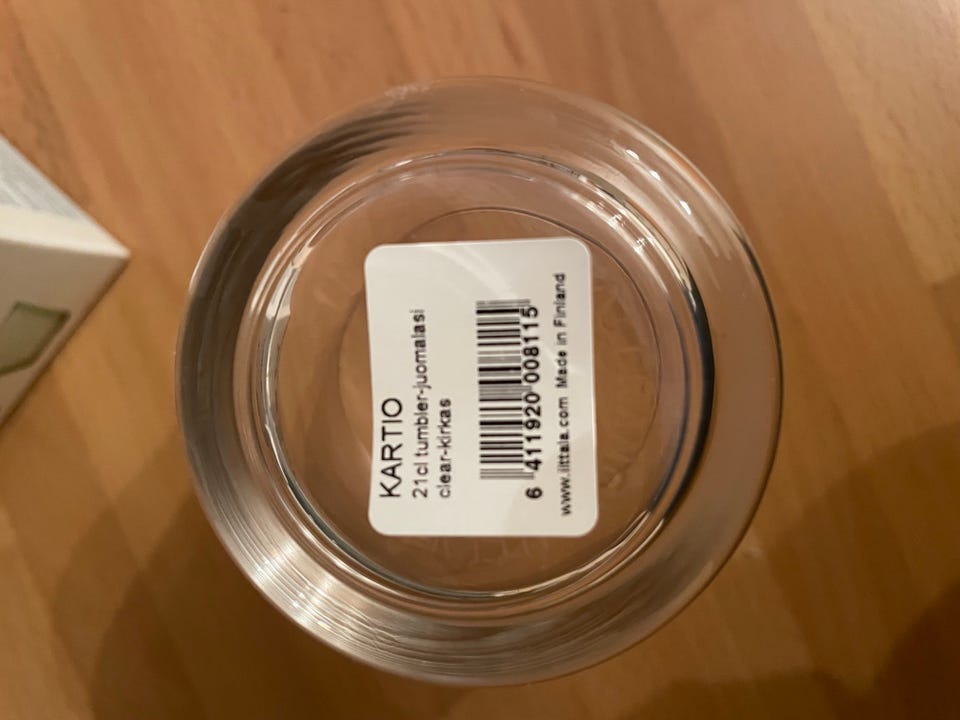 KARTIO
21cl tumbler-juomalasi
clear-kirkas
6 411920 008115
www.iittala.com Made in Finland